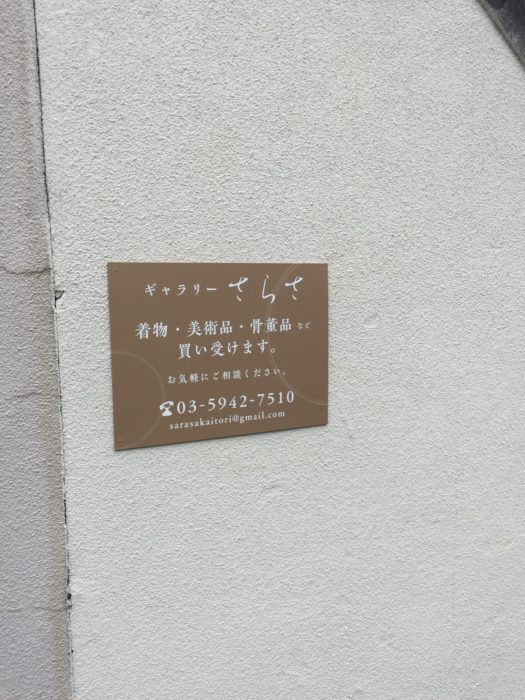 ギャラリー さらさ
着物・美術品・骨董品 など
買い受けます。
お気軽にご相談ください。
☎03-5942-7510
sarasakaitori@gmail.com